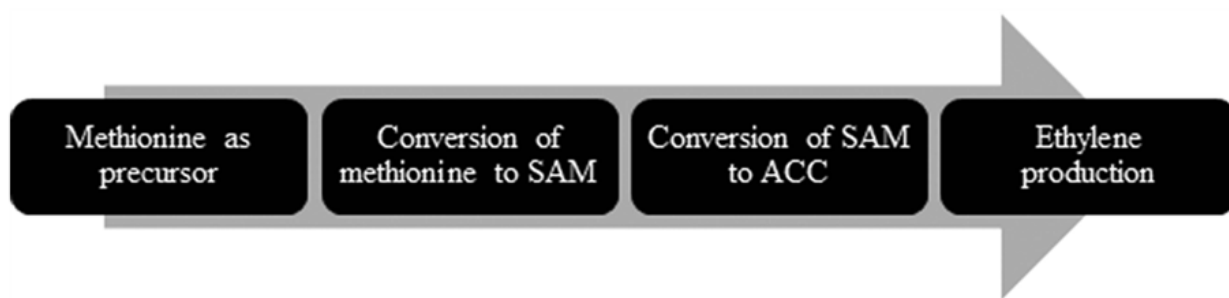 Methionine as
precursor
Conversion of
methionine to SAM
Conversion of SAM
to ACC
Ethylene
production